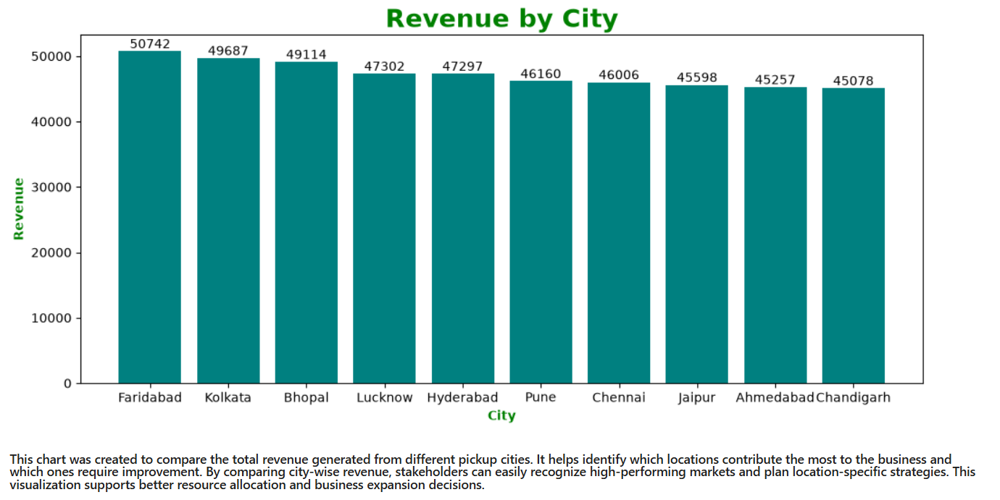 Revenue by City
50742 49687 49114 47302 47297 46160 46006 45598 45257 45078
50000
40000
30000
20000
10000
0
Revenue
Faridabad Kolkata Bhopal Lucknow Hyderabad Pune Chennai Jaipur Ahmedabad Chandigarh
City
This chart was created to compare the total revenue generated from different pickup cities. It helps identify which locations contribute the most to the business and
which ones require improvement. By comparing city-wise revenue, stakeholders can easily recognize high-performing markets and plan location-specific strategies. This
visualization supports better resource allocation and business expansion decisions.